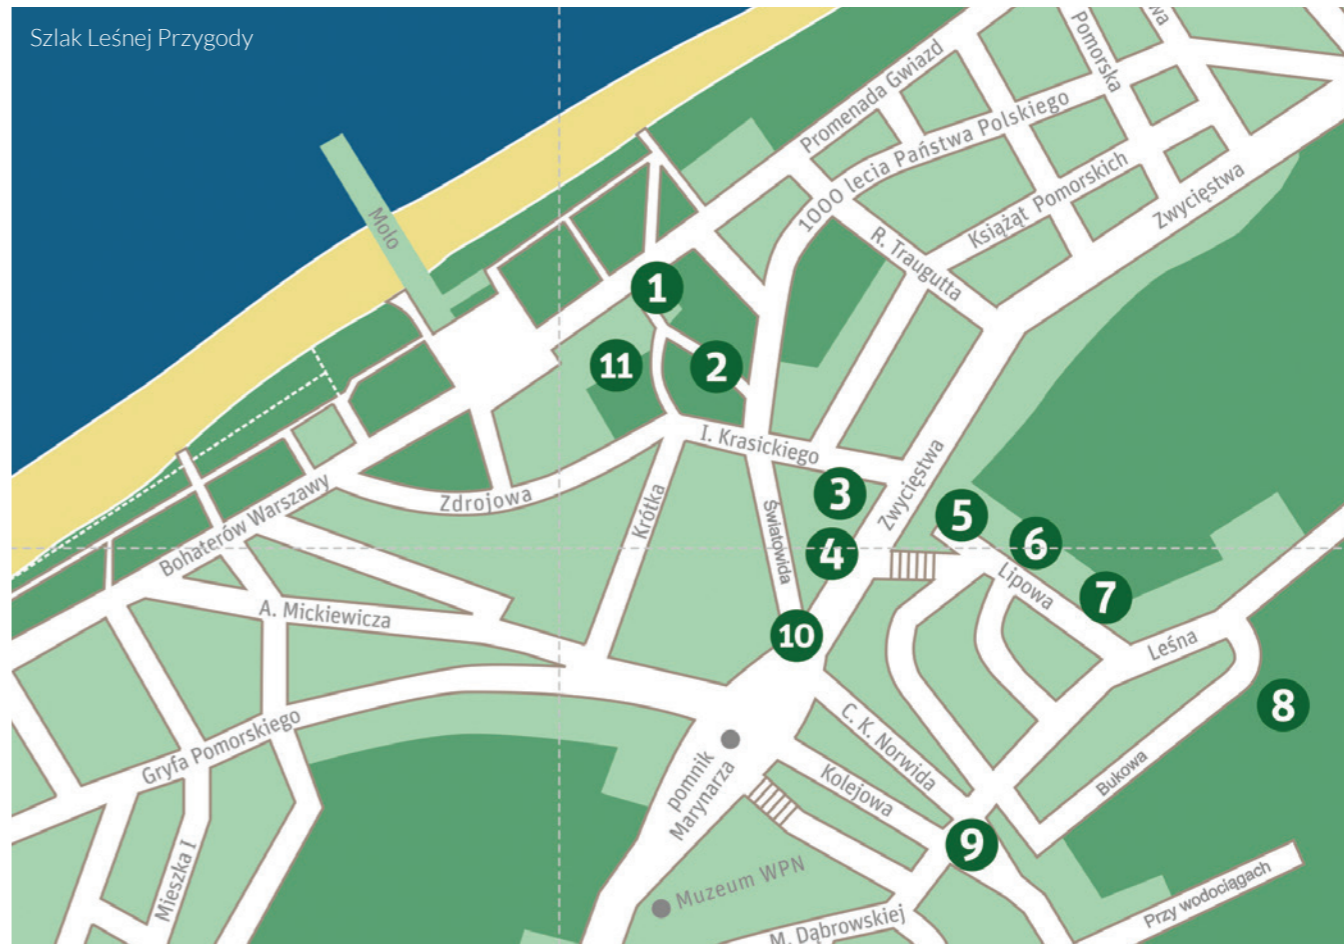 Szlak Leśnej Przygody
Pomorska
Promenada Gwiazd
1000 lecia Państwa Polskiego
Książąt Pomorskich
Zwycięstwa
R. Traugutta
Molo
1
2
11
I. Krasickiego
Zdrojowa
Bohaterów Warszawy
Krótka
Światowida
3
4
Zwycięstwa
5
6
7
Lipowa
Leśna
8
10
A. Mickiewicza
Gryfa Pomorskiego
Mieszka I
pomnik
Marynarza
C. K. Norwida
Kolejowa
Bukowa
9
Muzeum WPN
M. Dąbrowskiej
Przy wodociągach